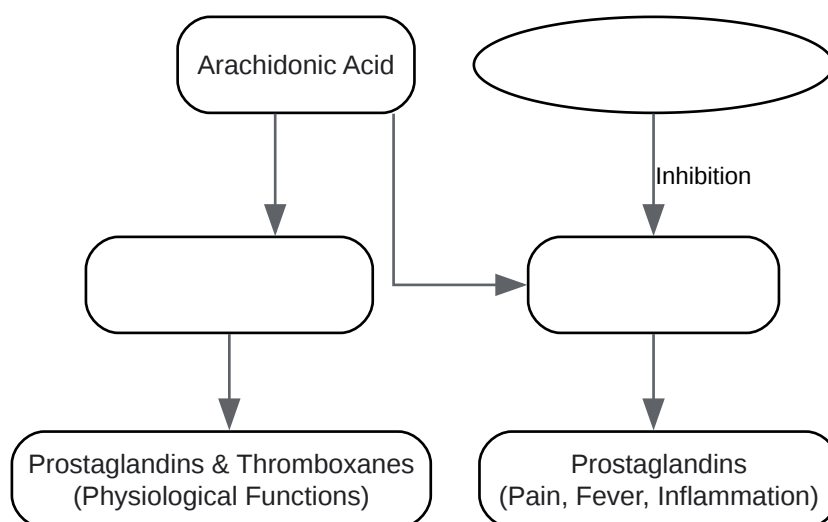 Arachidonic Acid
Inhibition
Prostaglandins & Thromboxanes
(Physiological Functions)
Prostaglandins
(Pain, Fever, Inflammation)